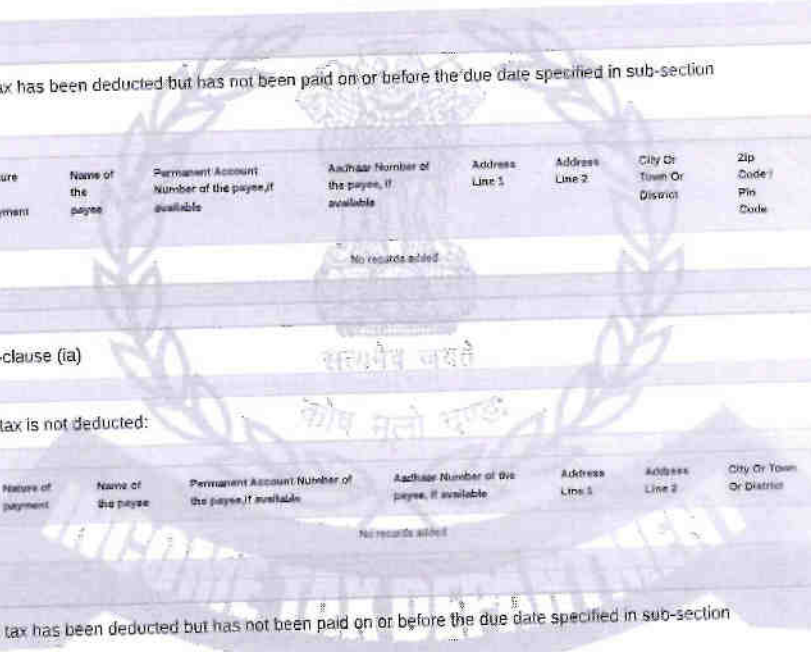 ax has been deducted but has not been paid on or before the due date specified in sub-section
ure Name of Permanent Account Aadhaar Number of Address Address City Or Zip
the Number of the payee,if the payee, if Line 1 Line 2 Town Or Code /
yment payee available available District Pin
Code
No records added
सत्यमेव जयते
-clause (ia)
कोष मूलो दण्डः
tax is not deducted:
Nature of Name of Permanent Account Number of Aadhaar Number of the Address Address City Or Town
payment the payee the payee,if available payee, if available Line 1 Line 2 Or District
No records added
INCOME TAX DEPARTMENT
tax has been deducted but has not been paid on or before the due date specified in sub-section